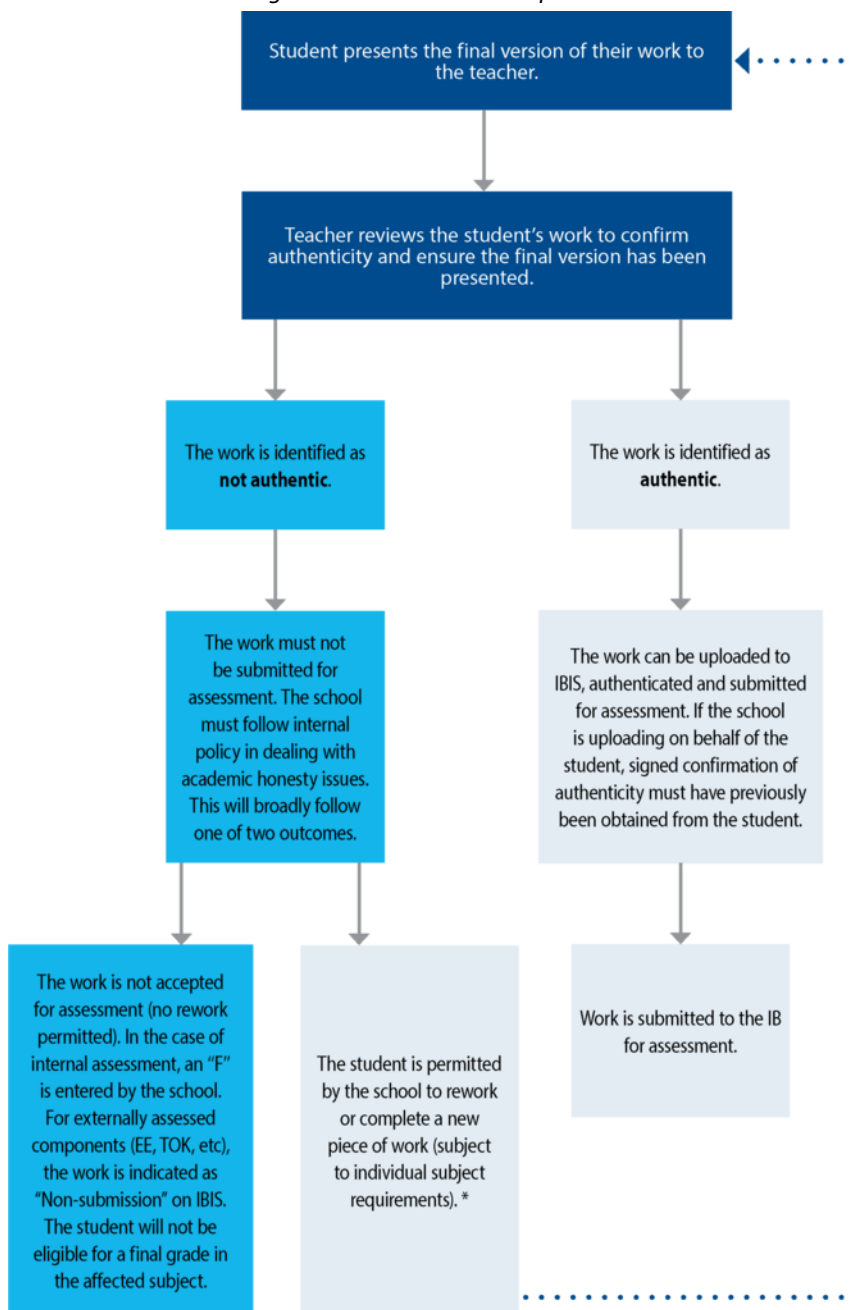 Student presents the final version of their work to
the teacher.
Teacher reviews the student's work to confirm
authenticity and ensure the final version has been
presented.
The work is identified as
not authentic.
The work is identified as
authentic.
The work must not
be submitted for
assessment. The school
must follow internal
policy in dealing with
academic honesty issues.
This will broadly follow
one of two outcomes.
The work can be uploaded to
IBIS, authenticated and submitted
for assessment. If the school
is uploading on behalf of the
student, signed confirmation of
authenticity must have previously
been obtained from the student.
The work is not accepted
for assessment (no rework
permitted). In the case of
internal assessment, an “F”
is entered by the school.
For externally assessed
components (EE, TOK, etc),
the work is indicated as
“Non-submission” on IBIS.
The student will not be
eligible for a final grade in
the affected subject.
The student is permitted
by the school to rework
or complete a new
piece of work (subject
to individual subject
requirements). *
Work is submitted to the IB
for assessment.